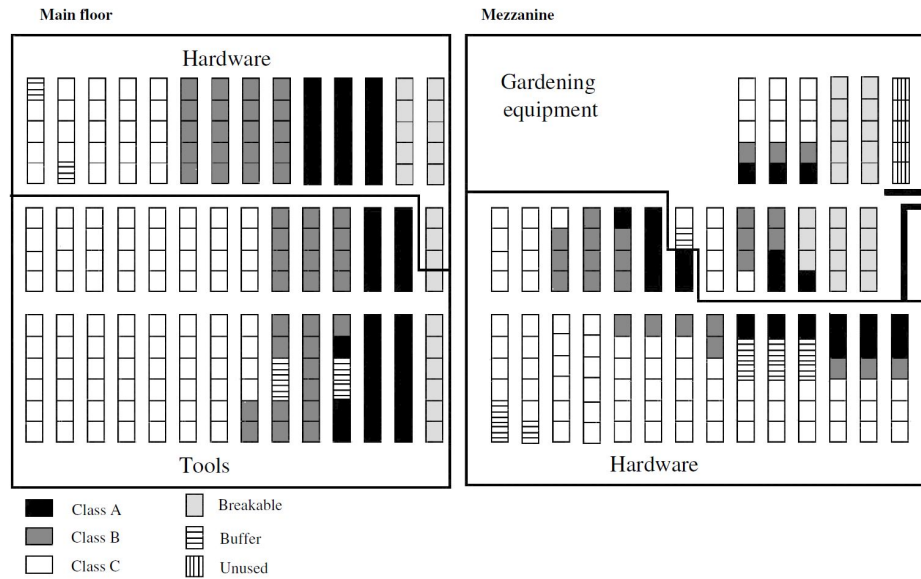 Main floor
Mezzanine
Hardware
Gardening
equipment
Tools
Hardware
Class A
Class B
Class C
Breakable
Buffer
Unused